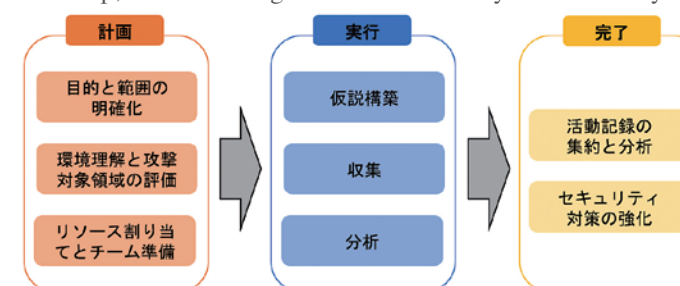 計画
目的と範囲の
明確化
環境理解と攻撃
対象領域の評価
リソース割り当
てとチーム準備
実行
仮説構築
収集
分析
完了
活動記録の
集約と分析
セキュリティ
対策の強化